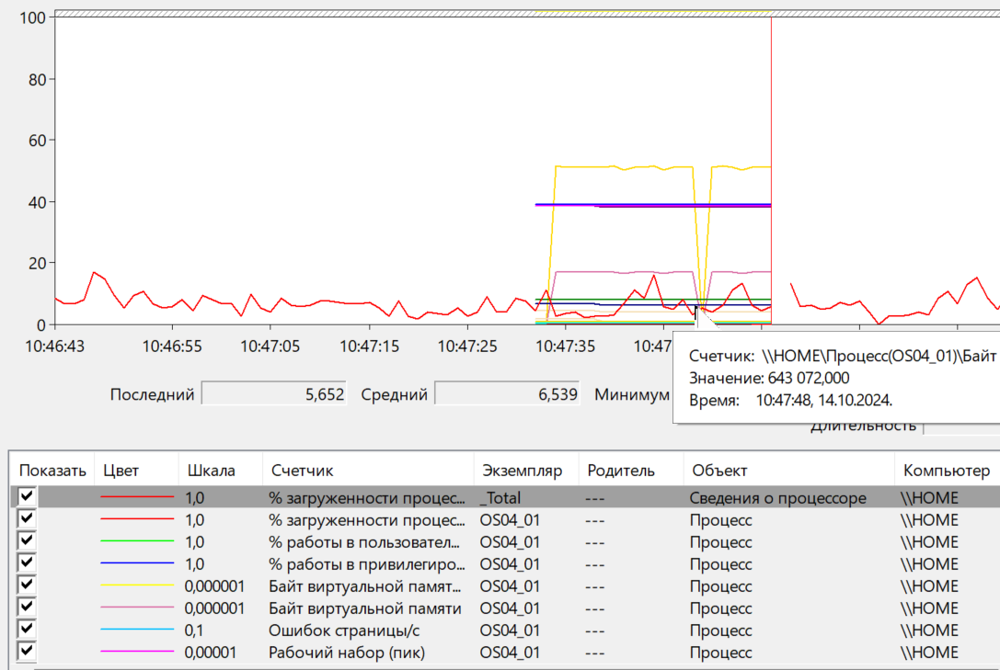 100
80
60
40
20
0
10:46:43 10:46:55 10:47:05 10:47:15 10:47:25 10:47:35 10:47
Счетчик: \\HOME\Процесс(OS04_01)\Байт
Значение: 643 072,000
Время: 10:47:48, 14.10.2024.
Последний 5,652 Средний 6,539 Минимум
Длительность
Показать Цвет Шкала Счетчик Экземпляр Родитель Объект Компьютер
1,0 % загруженности процес... _Total --- Сведения о процессоре \\HOME
1,0 % загруженности процес... OS04_01 --- Процесс \\HOME
1,0 % работы в пользовател... OS04_01 --- Процесс \\HOME
1,0 % работы в привилегиро... OS04_01 --- Процесс \\HOME
0,000001 Байт виртуальной памят... OS04_01 --- Процесс \\HOME
0,000001 Байт виртуальной памяти OS04_01 --- Процесс \\HOME
0,1 Ошибок страницы/с OS04_01 --- Процесс \\HOME
0,00001 Рабочий набор (пик) OS04_01 --- Процесс \\HOME